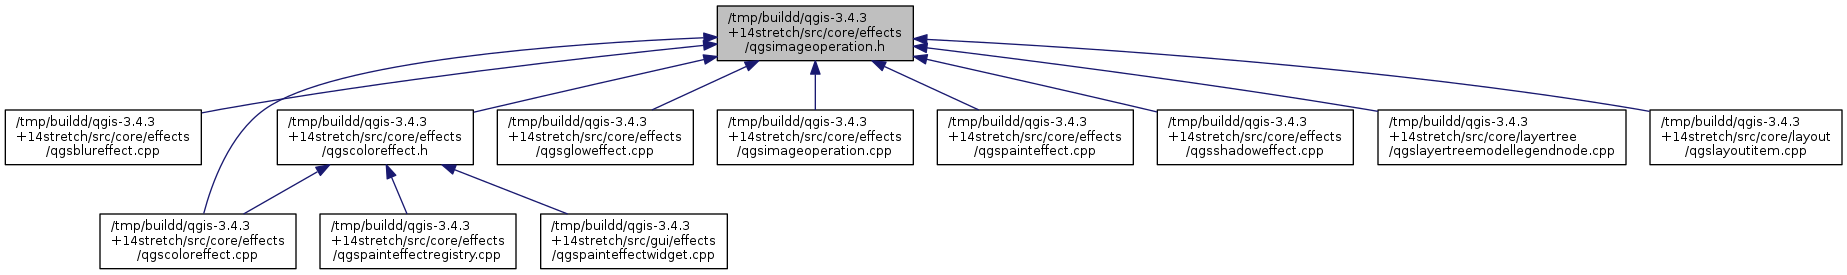 /tmp/buildd/qgis-3.4.3
+14stretch/src/core/effects
/qgsimageoperation.h
/tmp/buildd/qgis-3.4.3
+14stretch/src/core/effects
/qgsblureffect.cpp
/tmp/buildd/qgis-3.4.3
+14stretch/src/core/effects
/qgscoloreffect.h
/tmp/buildd/qgis-3.4.3
+14stretch/src/core/effects
/qgsgloweffect.cpp
/tmp/buildd/qgis-3.4.3
+14stretch/src/core/effects
/qgsimageoperation.cpp
/tmp/buildd/qgis-3.4.3
+14stretch/src/core/effects
/qgspainteffect.cpp
/tmp/buildd/qgis-3.4.3
+14stretch/src/core/effects
/qgsshadoweffect.cpp
/tmp/buildd/qgis-3.4.3
+14stretch/src/core/layertree
/qgslayertreemodellegendnode.cpp
/tmp/buildd/qgis-3.4.3
+14stretch/src/core/layout
/qgslayoutitem.cpp
/tmp/buildd/qgis-3.4.3
+14stretch/src/core/effects
/qgscoloreffect.cpp
/tmp/buildd/qgis-3.4.3
+14stretch/src/core/effects
/qgspainteffectregistry.cpp
/tmp/buildd/qgis-3.4.3
+14stretch/src/gui/effects
/qgspainteffectwidget.cpp